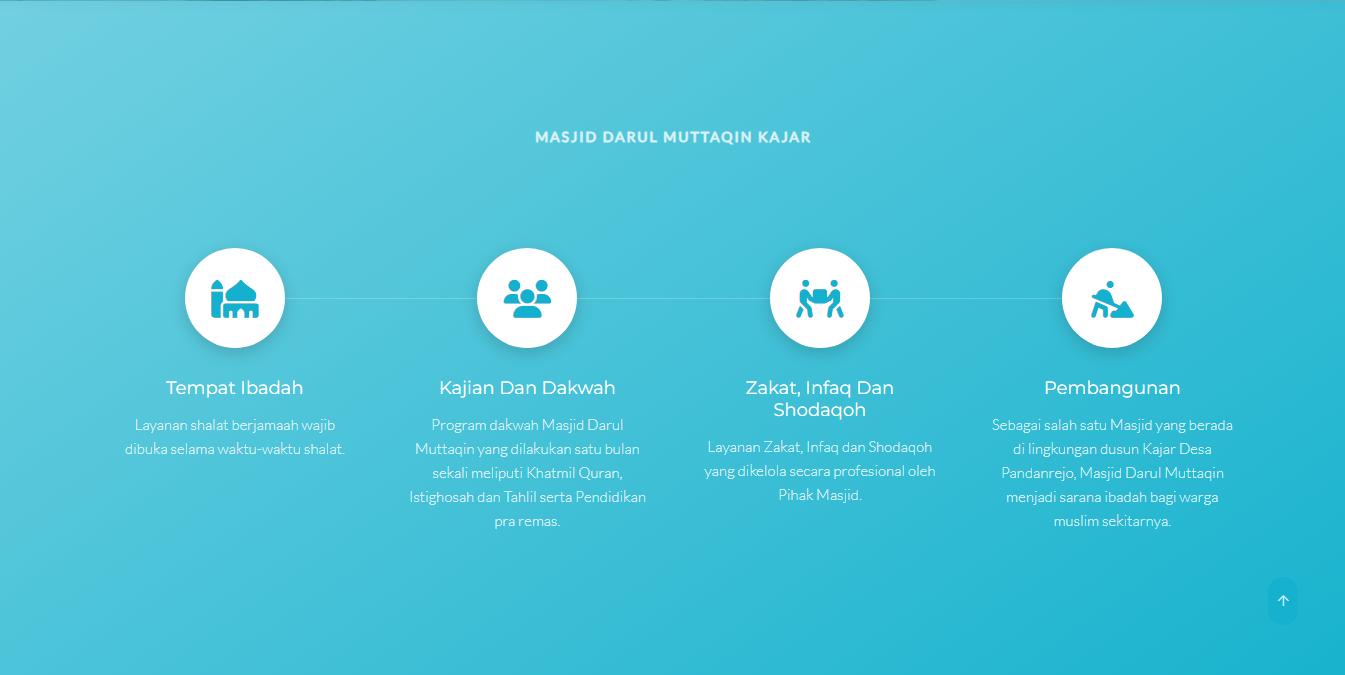 MASJID DARUL MUTTAQIN KAJAR
Tempat Ibadah
Layanan shalat berjamaah wajib
dibuka selama waktu-waktu shalat.
Kajian Dan Dakwah
Program dakwah Masjid Darul
Muttaqin yang dilakukan satu bulan
sekali meliputi Khatmil Quran,
Istighosah dan Tahlil serta Pendidikan
pra remas.
Zakat, Infaq Dan
Shodaqoh
Layanan Zakat, Infaq dan Shodaqoh
yang dikelola secara profesional oleh
Pihak Masjid.
Pembangunan
Sebagai salah satu Masjid yang berada
di lingkungan dusun Kajar Desa
Pandanrejo, Masjid Darul Muttaqin
menjadi sarana ibadah bagi warga
muslim sekitarnya.